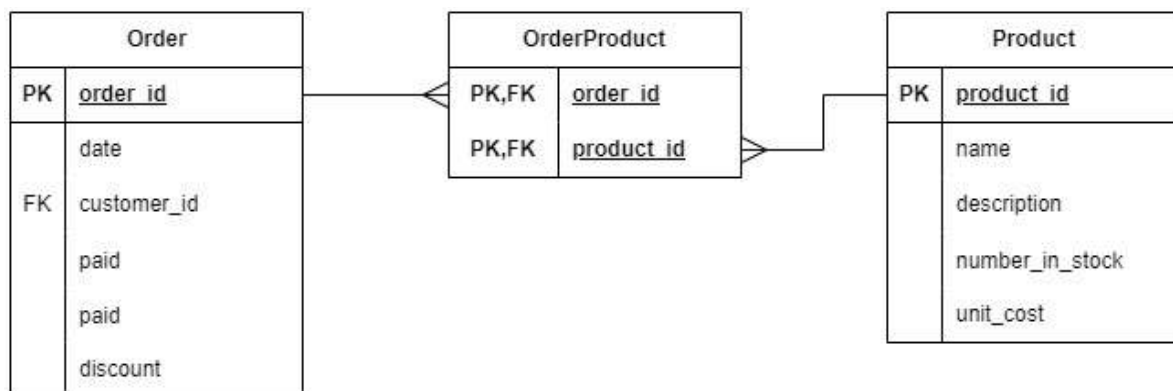 Order
PK order_id
date
FK customer_id
paid
paid
discount
OrderProduct
PK,FK order_id
PK,FK product_id
Product
PK product_id
name
description
number_in_stock
unit_cost